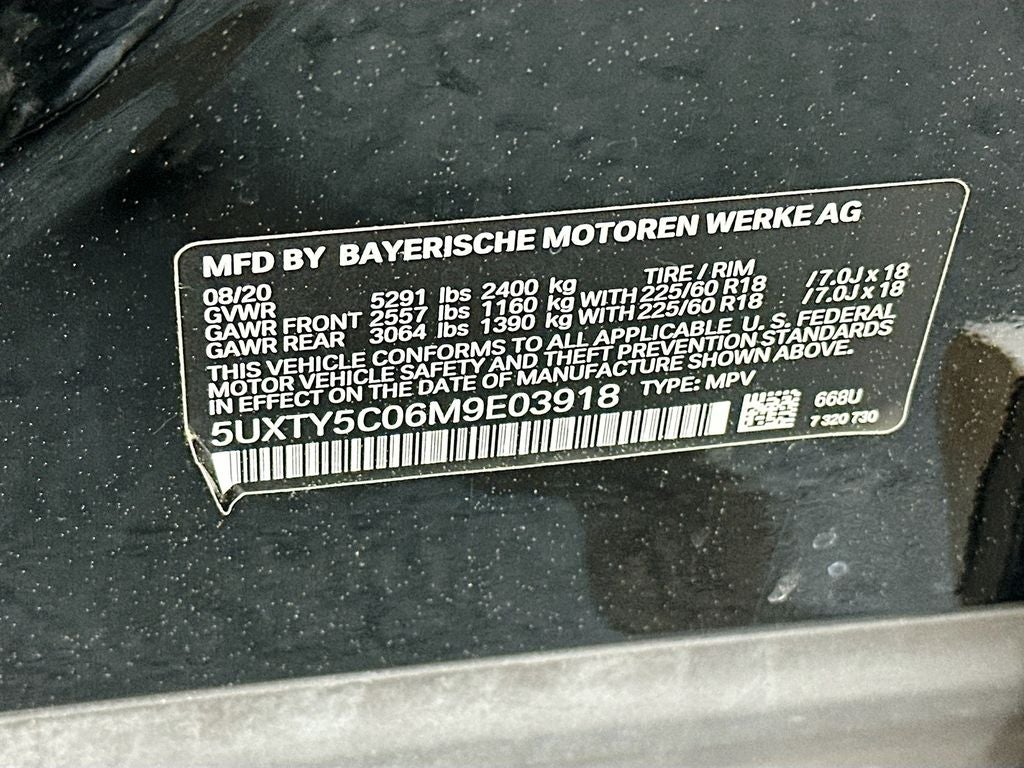 MFD BY BAYERISCHE MOTOREN WERKE AG
08/20 TIRE / RIM
GVWR 5291 lbs 2400 kg
GAWR FRONT 2557 lbs 1160 kg WITH 225/60 R18 /7.0J x 18
GAWR REAR 3064 lbs 1390 kg WITH 225/60 R18 /7.0J x 18
THIS VEHICLE CONFORMS TO ALL APPLICABLE U. S. FEDERAL
MOTOR VEHICLE SAFETY AND THEFT PREVENTION STANDARDS
IN EFFECT ON THE DATE OF MANUFACTURE SHOWN ABOVE.
5UXTY5C06M9E03918 TYPE: MPV
668U
7 320 730